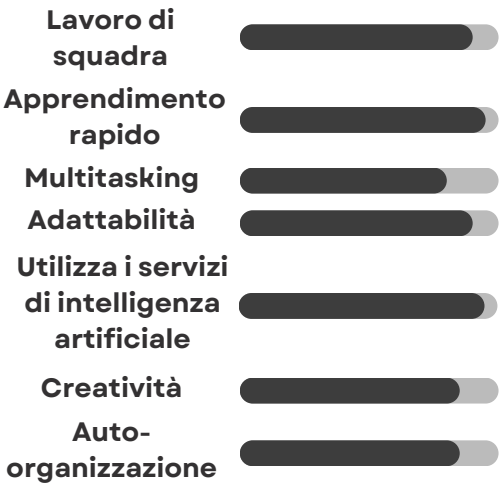 Lavoro di
squadra
Apprendimento
rapido
Multitasking
Adattabilità
Utilizza i servizi
di intelligenza
artificiale
Creatività
Auto-
organizzazione